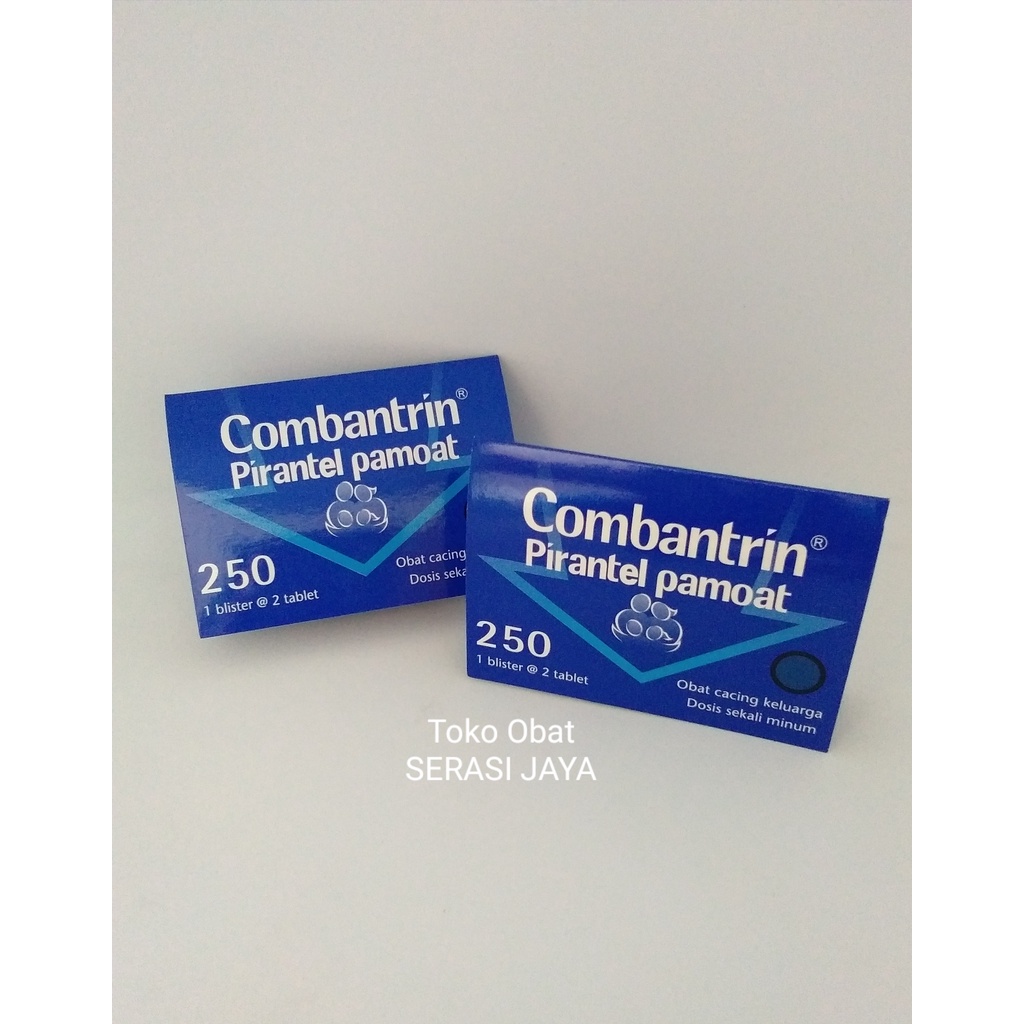 Combantrin®
Pirantel pamoat
250
1 blister @ 2 tablet
Obat cacing
Dosis
Combantrin®
Pirantel pamoat
250
1 blister @ 2 tablet
Obat cacing keluarga
Dosis sekali minum
Toko Obat
SERASI JAYA